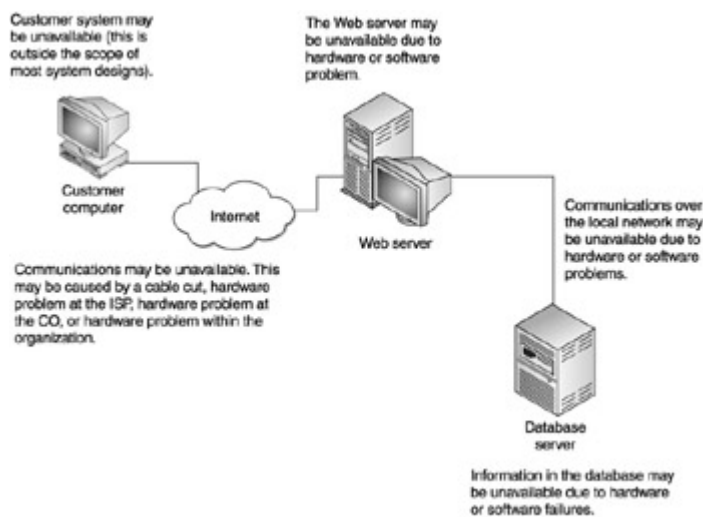 Customer system may
be unavailable (this is
outside the scope of
most system designs).
The Web server may
be unavailable due to
hardware or software
problem.
Customer
computer
Internet
Web server
Communications over
the local network may
be unavailable due to
hardware or software
problems.
Communications may be unavailable. This
may be caused by a cable cut, hardware
problem at the ISP, hardware problem at
the CO, or hardware problem within the
organization.
Database
server
Information in the database may
be unavailable due to hardware
or software failures.